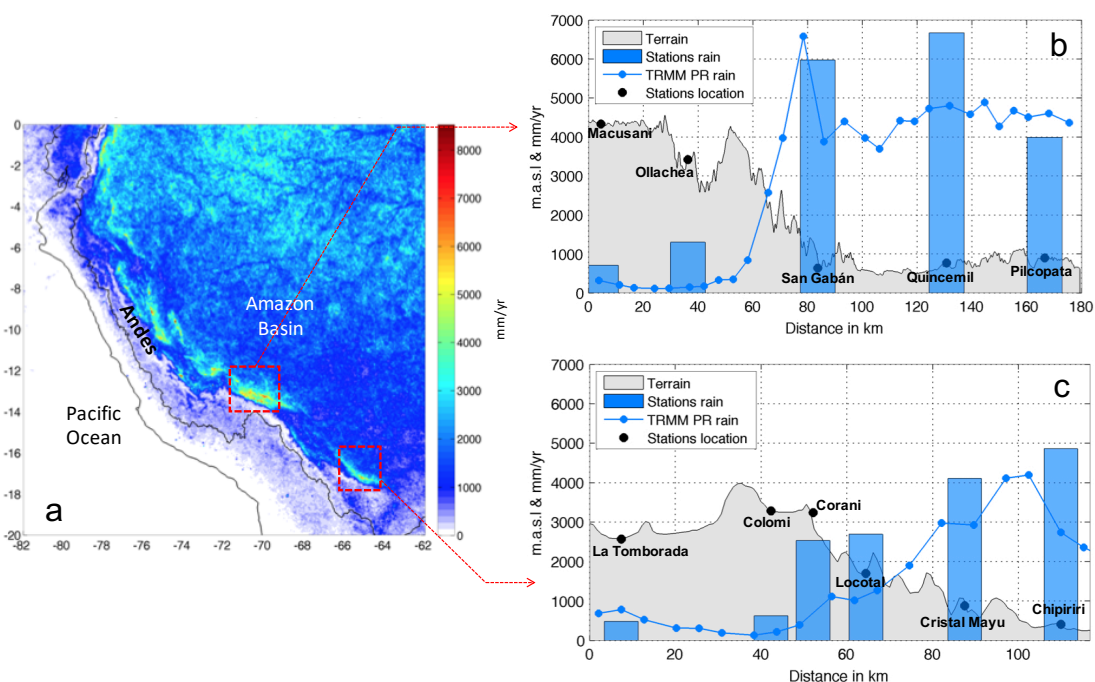 0
-2
-4
-6
-8
-10
-12
-14
-16
-18
-20
-82
-80
-78
-76
-74
-72
-70
-68
-66
-64
-62
Andes
Amazon
Basin
Pacific
Ocean
a
8000
7000
6000
5000
4000
3000
2000
1000
0
mm/yr
b
Terrain
Stations rain
TRMM PR rain
Stations location
7000
6000
5000
4000
3000
2000
1000
0
m.a.s.l & mm/yr
Macusani
Ollachea
San Gabán
Quincemil
Pilcopata
0
20
40
60
80
100
120
140
160
180
Distance in km
c
Terrain
Stations rain
TRMM PR rain
Stations location
7000
6000
5000
4000
3000
2000
1000
0
m.a.s.l & mm/yr
La Tomborada
Colomi
Corani
Locotal
Cristal Mayu
Chipiriri
0
20
40
60
80
100
Distance in km